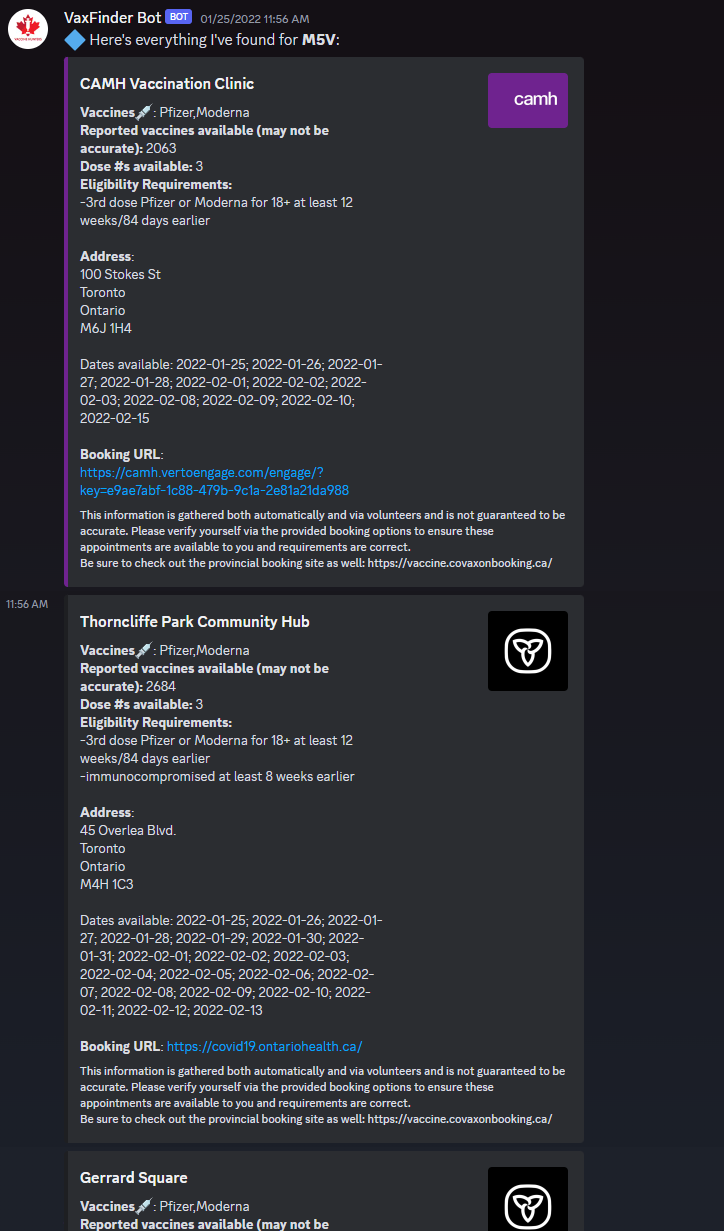 VaxFinder Bot BOT 01/25/2022 11:56 AM
Here's everything I've found for M5V:
CAMH Vaccination Clinic
camh
Vaccines💉: Pfizer,Moderna
Reported vaccines available (may not be
accurate): 2063
Dose #s available: 3
Eligibility Requirements:
-3rd dose Pfizer or Moderna for 18+ at least 12
weeks/84 days earlier
Address:
100 Stokes St
Toronto
Ontario
M6J 1H4
Dates available: 2022-01-25; 2022-01-26; 2022-01-
27; 2022-01-28; 2022-02-01; 2022-02-02; 2022-
02-03; 2022-02-08; 2022-02-09; 2022-02-10;
2022-02-15
Booking URL:
https://camh.vertoengage.com/engage/?
key=e9ae7abf-1c88-479b-9c1a-2e81a21da988
This information is gathered both automatically and via volunteers and is not guaranteed to be
accurate. Please verify yourself via the provided booking options to ensure these
appointments are available to you and requirements are correct.
Be sure to check out the provincial booking site as well: https://vaccine.covaxonbooking.ca/
11:56 AM
Thorncliffe Park Community Hub
Vaccines💉: Pfizer,Moderna
Reported vaccines available (may not be
accurate): 2684
Dose #s available: 3
Eligibility Requirements:
-3rd dose Pfizer or Moderna for 18+ at least 12
weeks/84 days earlier
-immunocompromised at least 8 weeks earlier
Address:
45 Overlea Blvd.
Toronto
Ontario
M4H 1C3
Dates available: 2022-01-25; 2022-01-26; 2022-01-
27; 2022-01-28; 2022-01-29; 2022-01-30; 2022-
01-31; 2022-02-01; 2022-02-02; 2022-02-03;
2022-02-04; 2022-02-05; 2022-02-06; 2022-02-
07; 2022-02-08; 2022-02-09; 2022-02-10; 2022-
02-11; 2022-02-12; 2022-02-13
Booking URL: https://covid19.ontariohealth.ca/
This information is gathered both automatically and via volunteers and is not guaranteed to be
accurate. Please verify yourself via the provided booking options to ensure these
appointments are available to you and requirements are correct.
Be sure to check out the provincial booking site as well: https://vaccine.covaxonbooking.ca/
Gerrard Square
Vaccines💉: Pfizer,Moderna
Reported vaccines available (may not be